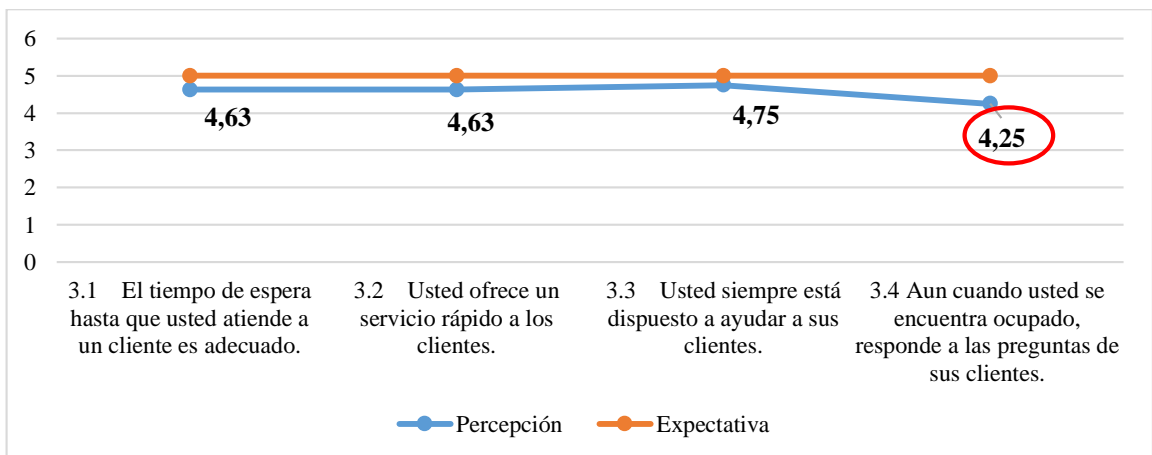 6
5
4
3
2
1
0
4,63
4,63
4,75
4,25
3.1 El tiempo de espera
hasta que usted atiende a
un cliente es adecuado.
3.2 Usted ofrece un
servicio rápido a los
clientes.
3.3 Usted siempre está
dispuesto a ayudar a sus
clientes.
3.4 Aun cuando usted se
encuentra ocupado,
responde a las preguntas de
sus clientes.
Percepción
Expectativa